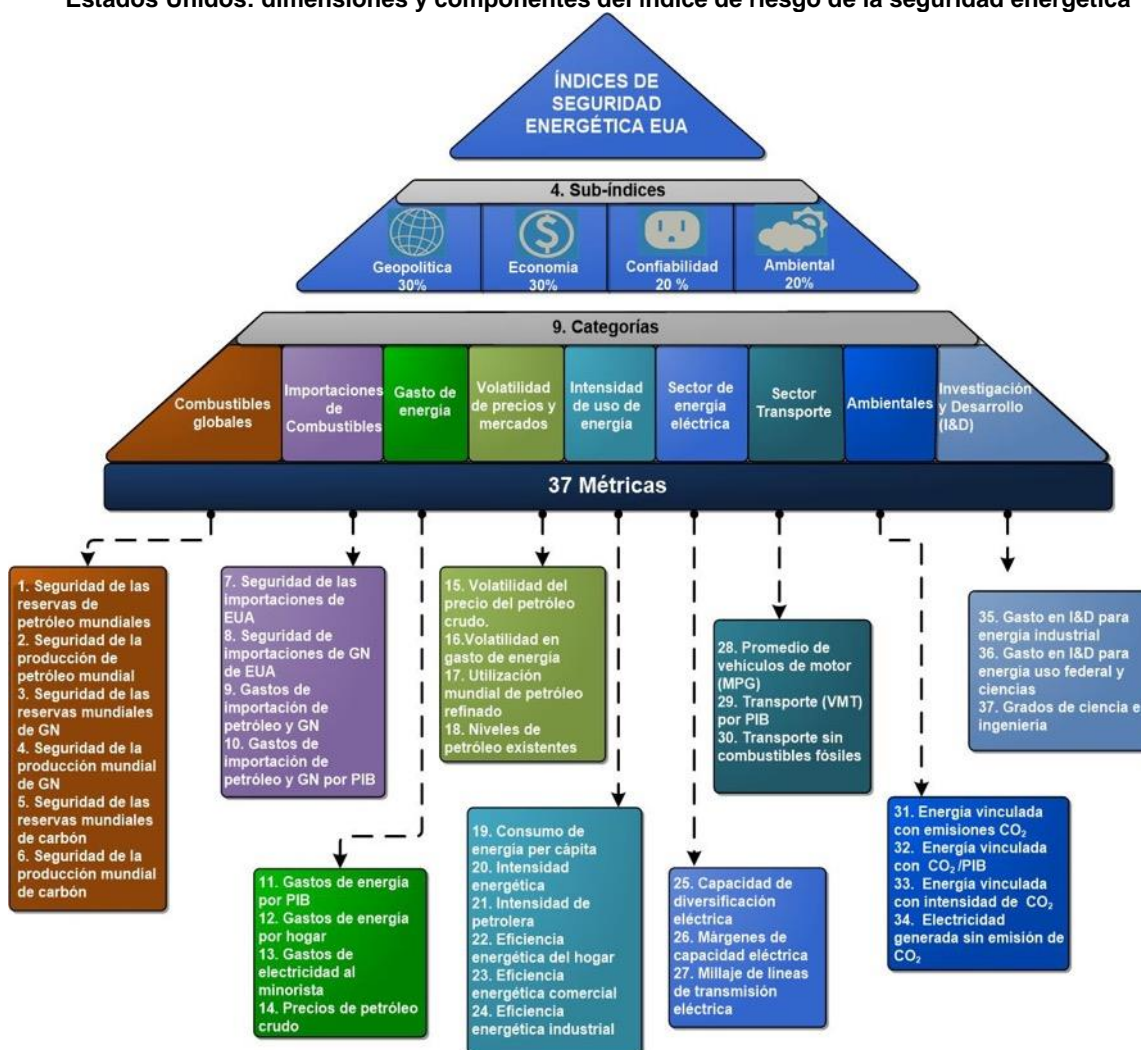 Estados Unidos: dimensiones y componentes del índice de riesgo de la seguridad energética
ÍNDICES DE
SEGURIDAD
ENERGÉTICA EUA
4. Sub-índices
Geopolítica
30%
Economía
30%
Confiabilidad
20 %
Ambiental
20%
9. Categorías
Combustibles
globales
Importaciones
de
Combustibles
Gasto de
energía
Volatilidad
de precios y
mercados
Intensidad
de uso de
energía
Sector de
energía
eléctrica
Sector
Transporte
Ambientales
Investigación
y Desarrollo
(I&D)
37 Métricas
1. Seguridad de las
reservas de
petróleo mundiales
2. Seguridad de la
producción de
petróleo mundial
3. Seguridad de las
reservas mundiales
de GN
4. Seguridad de la
producción mundial
de GN
5. Seguridad de las
reservas mundiales
de carbón
6. Seguridad de la
producción mundial
de carbón
7. Seguridad de las
importaciones de
EUA
8. Seguridad de
importaciones de GN
de EUA
9. Gastos de
importación de
petróleo y GN
10. Gastos de
importación de
petróleo y GN por PIB
11. Gastos de energía
por PIB
12. Gastos de energía
por hogar
13. Gastos de
electricidad al
minorista
14. Precios de petróleo
crudo
15. Volatilidad del
precio del petróleo
crudo.
16.Volatilidad en
gasto de energía
17. Utilización
mundial de petróleo
refinado
18. Niveles de
petróleo existentes
19. Consumo de
energía per cápita
20. Intensidad
energética
21. Intensidad de
petrolera
22. Eficiencia
energética del hogar
23. Eficiencia
energética comercial
24. Eficiencia
energética industrial
25. Capacidad de
diversificación
eléctrica
26. Márgenes de
capacidad eléctrica
27. Millaje de líneas
de transmisión
eléctrica
28. Promedio de
vehículos de motor
(MPG)
29. Transporte (VMT)
por PIB
30. Transporte sin
combustibles fósiles
31. Energía vinculada
con emisiones CO₂
32. Energía vinculada
con CO₂ /PIB
33. Energía vinculada
con intensidad de CO₂
34. Electricidad
generada sin emisión de
CO₂
35. Gasto en I&D para
energía industrial
36. Gasto en I&D para
energía uso federal y
ciencias
37. Grados de ciencia e
ingeniería